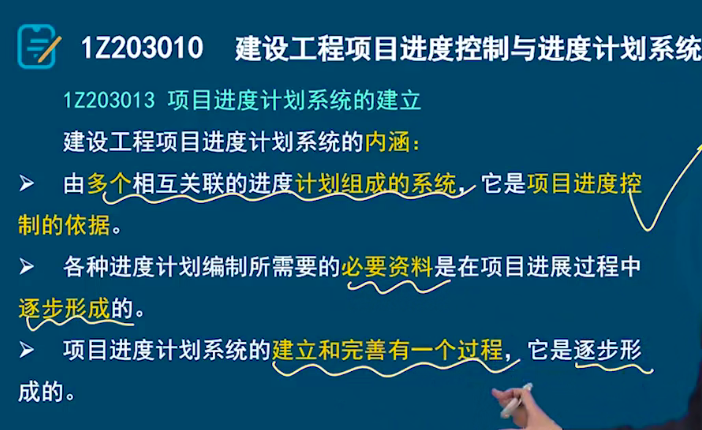 1Z203010 建设工程项目进度控制与进度计划系统
1Z203013 项目进度计划系统的建立
建设工程项目进度计划系统的内涵：
➢ 由多个相互关联的进度计划组成的系统，它是项目进度控
制的依据。
➢ 各种进度计划编制所需要的必要资料是在项目进展过程中
逐步形成的。
➢ 项目进度计划系统的建立和完善有一个过程，它是逐步形
成的。